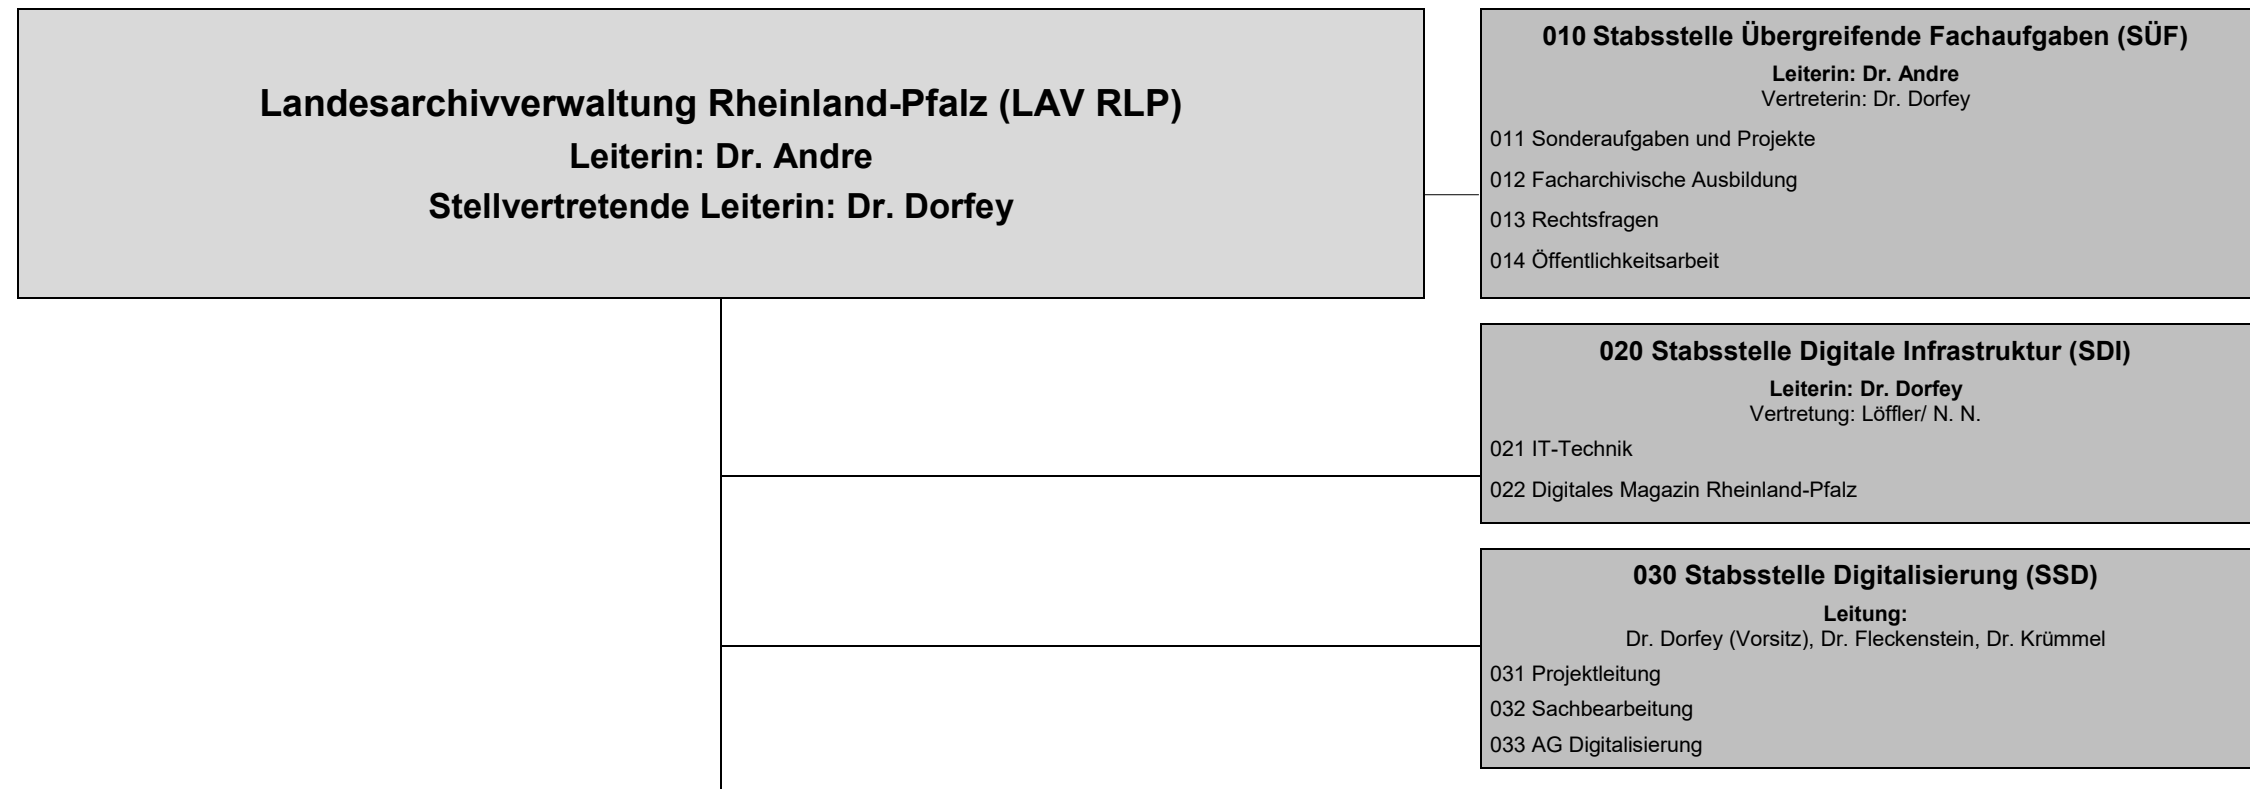 Landesarchivverwaltung Rheinland-Pfalz (LAV RLP)
Leiterin: Dr. Andre
Stellvertretende Leiterin: Dr. Dorfey
010 Stabsstelle Übergreifende Fachaufgaben (SÜF)
Leiterin: Dr. Andre
Vertreterin: Dr. Dorfey
011 Sonderaufgaben und Projekte
012 Facharchivische Ausbildung
013 Rechtsfragen
014 Öffentlichkeitsarbeit
020 Stabsstelle Digitale Infrastruktur (SDI)
Leiterin: Dr. Dorfey
Vertretung: Löffler/ N. N.
021 IT-Technik
022 Digitales Magazin Rheinland-Pfalz
030 Stabsstelle Digitalisierung (SSD)
Leitung:
Dr. Dorfey (Vorsitz), Dr. Fleckenstein, Dr. Krümmel
031 Projektleitung
032 Sachbearbeitung
033 AG Digitalisierung